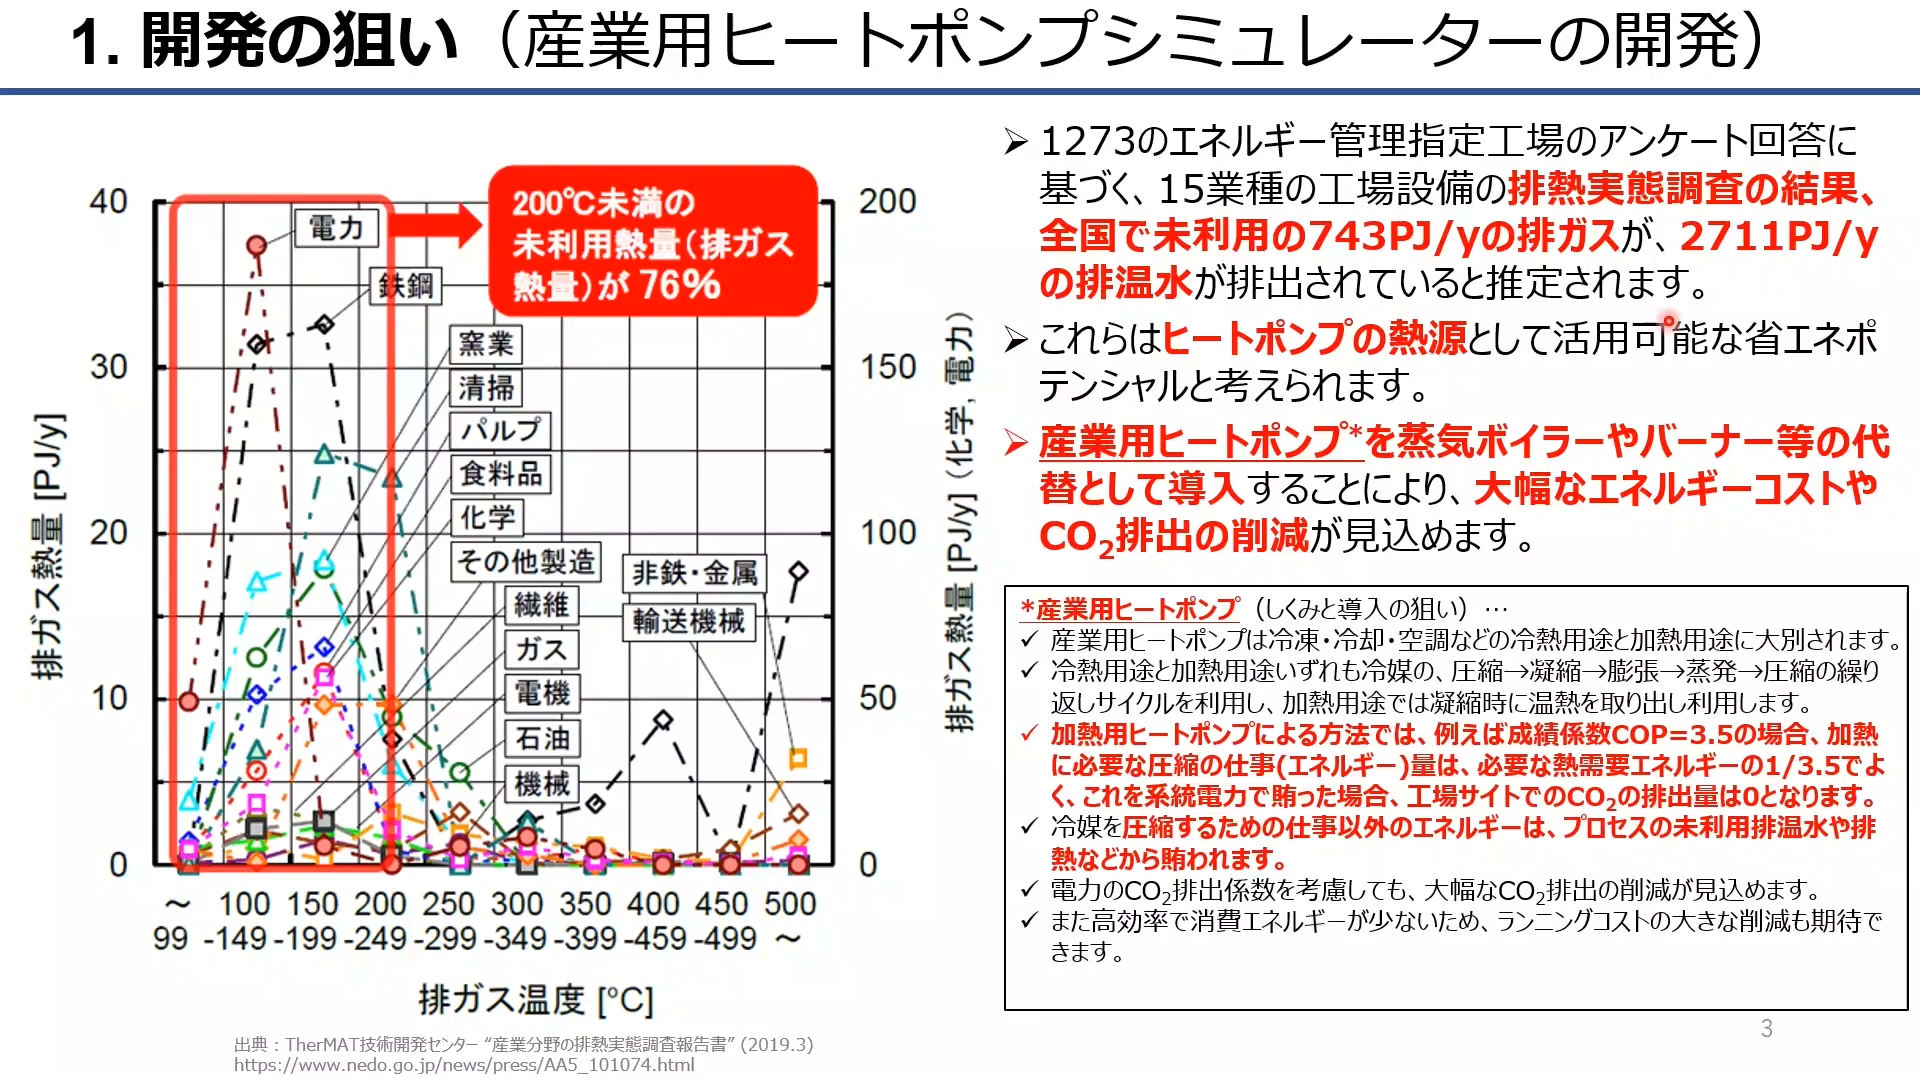 1. 開発の狙い（産業用ヒートポンプシミュレーターの開発）
40
30
20
10
0
排ガス熱量 [PJ/y]
200℃未満の
未利用熱量（排ガス
熱量）が 76%
電力
鉄鋼
窯業
清掃
パルプ
食料品
化学
その他製造
繊維
ガス
電機
石油
機械
非鉄・金属
輸送機械
200
150
100
50
0
排ガス熱量 [PJ/y]（化学, 電力）
～ 100 150 200 250 300 350 400 450 500
99 -149 -199 -249 -299 -349 -399 -459 -499 ～
排ガス温度 [°C]
出典：TherMAT技術開発センター “産業分野の排熱実態調査報告書” (2019.3)
https://www.nedo.go.jp/news/press/AA5_101074.html
➢ 1273のエネルギー管理指定工場のアンケート回答に
基づく、15業種の工場設備の排熱実態調査の結果、
全国で未利用の743PJ/yの排ガスが、2711PJ/y
の排温水が排出されていると推定されます。
➢ これらはヒートポンプの熱源として活用可能な省エネポ
テンシャルと考えられます。
➢ 産業用ヒートポンプ*を蒸気ボイラーやバーナー等の代
替として導入することにより、大幅なエネルギーコストや
CO2排出の削減が見込めます。
*産業用ヒートポンプ（しくみと導入の狙い）…
✓ 産業用ヒートポンプは冷凍・冷却・空調などの冷熱用途と加熱用途に大別されます。
✓ 冷熱用途と加熱用途いずれも冷媒の、圧縮→凝縮→膨張→蒸発→圧縮の繰り
返しサイクルを利用し、加熱用途では凝縮時に温熱を取り出し利用します。
✓ 加熱用ヒートポンプによる方法では、例えば成績係数COP=3.5の場合、加熱
に必要な圧縮の仕事(エネルギー)量は、必要な熱需要エネルギーの1/3.5でよ
く、これを系統電力で賄った場合、工場サイトでのCO2の排出量は0となります。
✓ 冷媒を圧縮するための仕事以外のエネルギーは、プロセスの未利用排温水や排
熱などから賄われます。
✓ 電力のCO2排出係数を考慮しても、大幅なCO2排出の削減が見込めます。
✓ また高効率で消費エネルギーが少ないため、ランニングコストの大きな削減も期待で
きます。
3